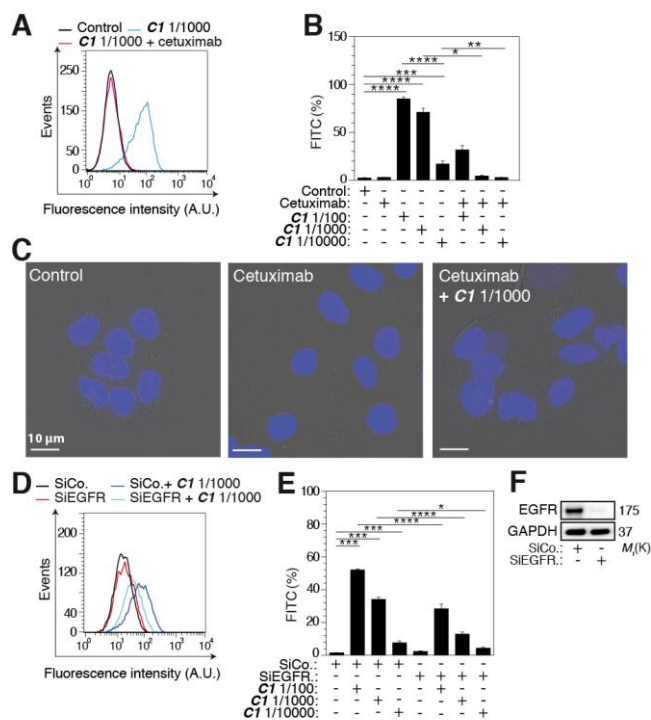 A
Control C1 1/1000
C1 1/1000 + cetuximab
Events
250
150
50
0
10⁰ 10¹ 10² 10³ 10⁴
Fluorescence intensity (A.U.)
B
FITC (%)
150
100
50
0
**
*
****
***
****
****
Control: + - - - - - - -
Cetuximab: - + - - - + + +
C1 1/100: - - + - - + - -
C1 1/1000: - - - + - - + -
C1 1/10000: - - - - + - - +
C
Control
Cetuximab
Cetuximab
+ C1 1/1000
10 µm
D
SiCo. SiCo.+ C1 1/1000
SiEGFR SiEGFR + C1 1/1000
Events
200
120
80
40
0
10⁰ 10¹ 10² 10³ 10⁴
Fluorescence intensity (A.U.)
E
FITC (%)
100
80
60
40
20
0
*
****
****
***
***
***
SiCo.: + + + + - - - -
SiEGFR.: - - - - + + + +
C1 1/100: - + - - - + - -
C1 1/1000: - - + - - - + -
C1 1/10000: - - - + - - - +
F
EGFR 175
GAPDH 37
SiCo.: + - Mr(K)
SiEGFR.: - +